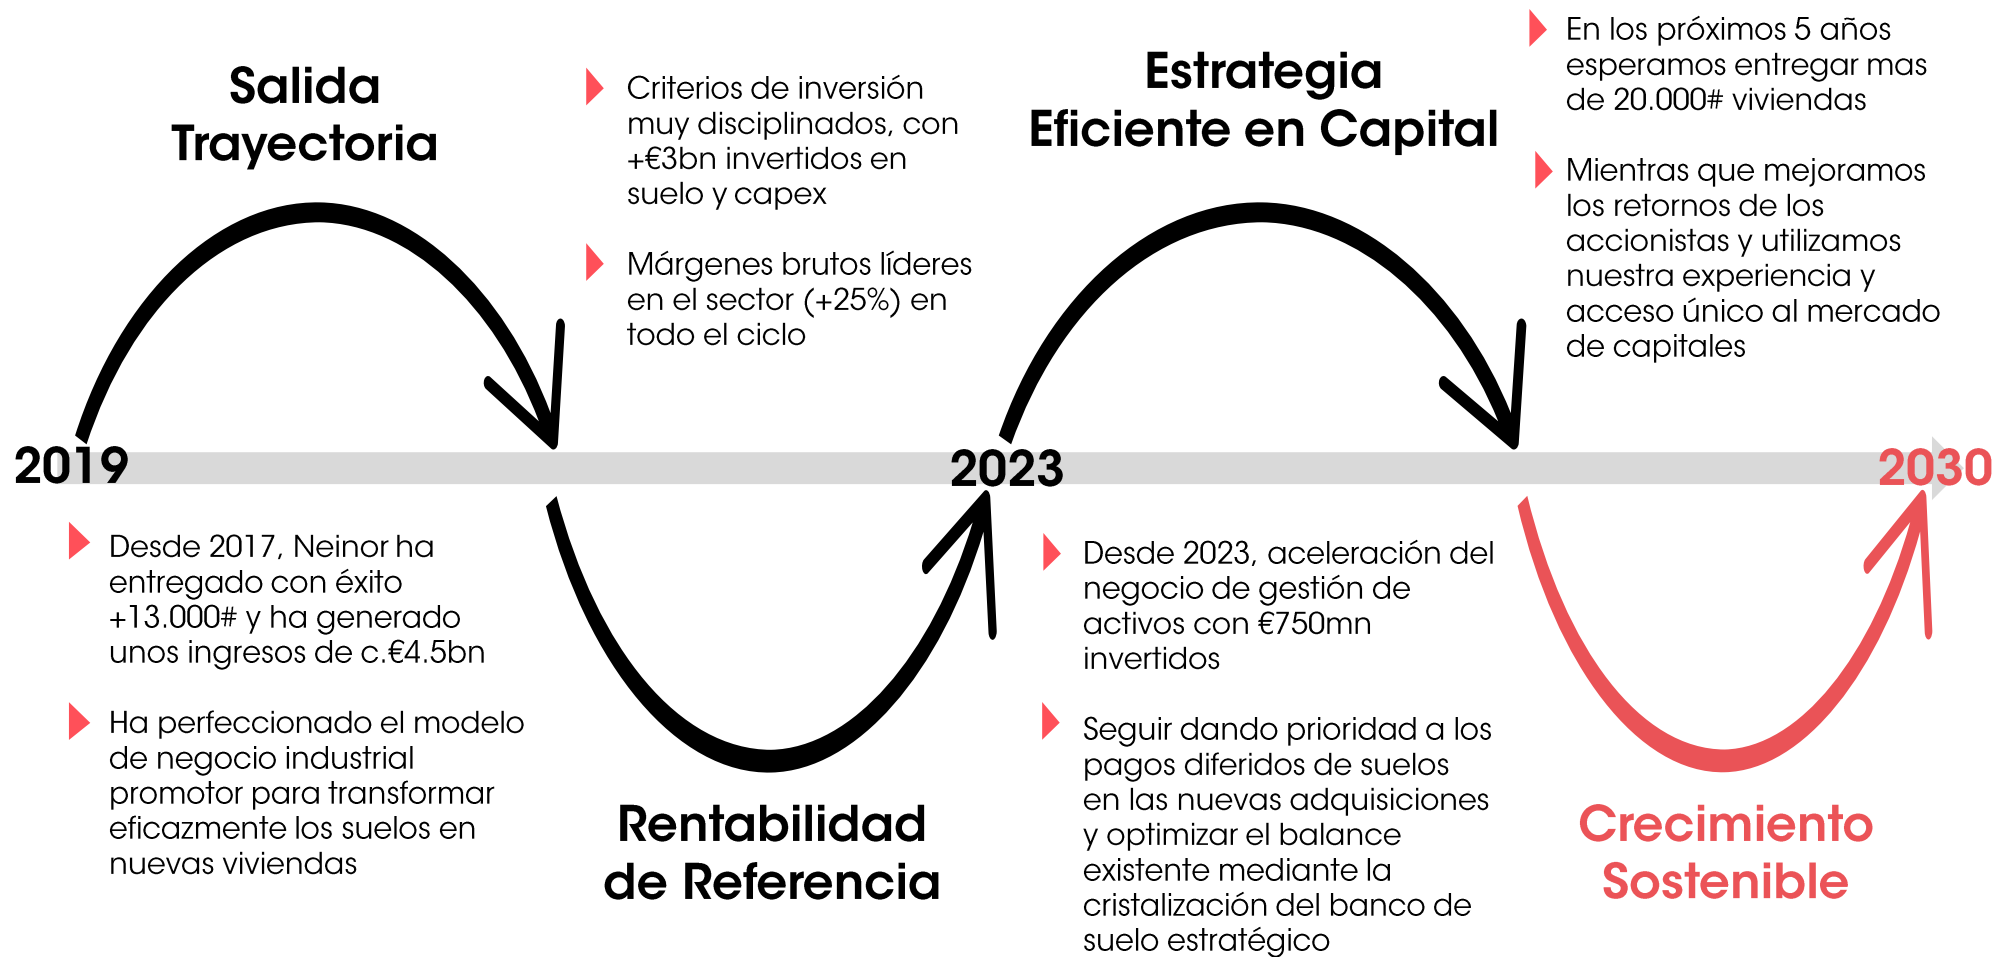 Salida
Trayectoria
Desde 2017, Neinor ha
entregado con éxito
+13.000# y ha generado
unos ingresos de c.€4.5bn
Ha perfeccionado el modelo
de negocio industrial
promotor para transformar
eficazmente los suelos en
nuevas viviendas
Criterios de inversión
muy disciplinados, con
+€3bn invertidos en
suelo y capex
Márgenes brutos líderes
en el sector (+25%) en
todo el ciclo
Rentabilidad
de Referencia
Estrategia
Eficiente en Capital
Desde 2023, aceleración del
negocio de gestión de
activos con €750mn
invertidos
Seguir dando prioridad a los
pagos diferidos de suelos
en las nuevas adquisiciones
y optimizar el balance
existente mediante la
cristalización del banco de
suelo estratégico
En los próximos 5 años
esperamos entregar mas
de 20.000# viviendas
Mientras que mejoramos
los retornos de los
accionistas y utilizamos
nuestra experiencia y
acceso único al mercado
de capitales
Crecimiento
Sostenible
2019
2023
2030